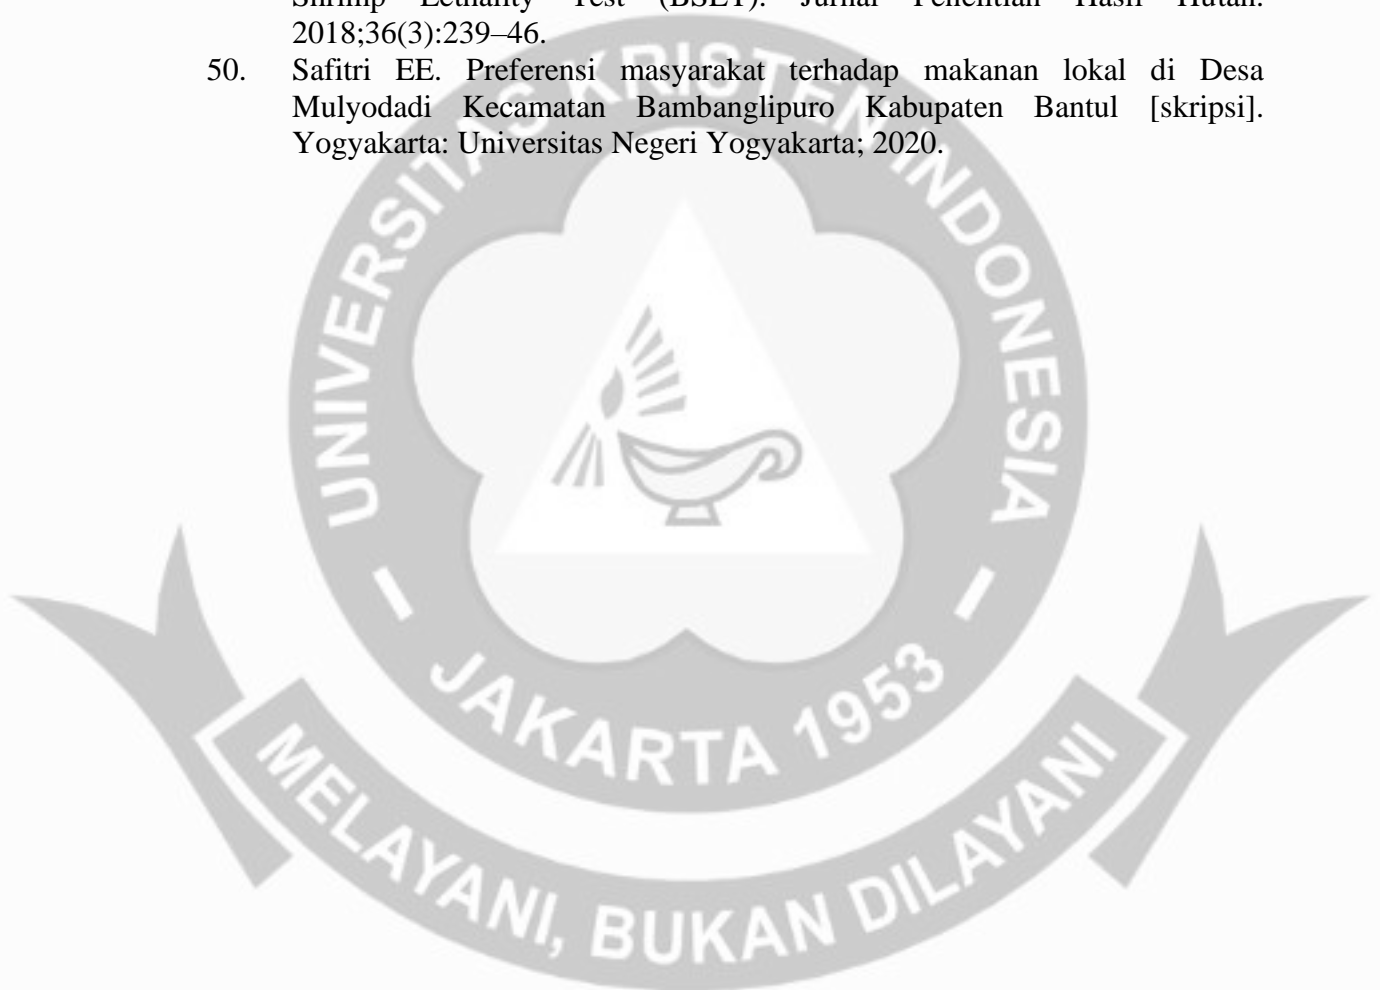 Shrimp Lethality Test (BSLT). Jurnal Penelitian Hasil Hutan.
2018;36(3):239–46.
50. Safitri EE. Preferensi masyarakat terhadap makanan lokal di Desa
Mulyodadi Kecamatan Bambanglipuro Kabupaten Bantul [skripsi].
Yogyakarta: Universitas Negeri Yogyakarta; 2020.
UNIVERSITAS KRISTEN INDONESIA
- JAKARTA 1953 -
MELAYANI, BUKAN DILAYANI